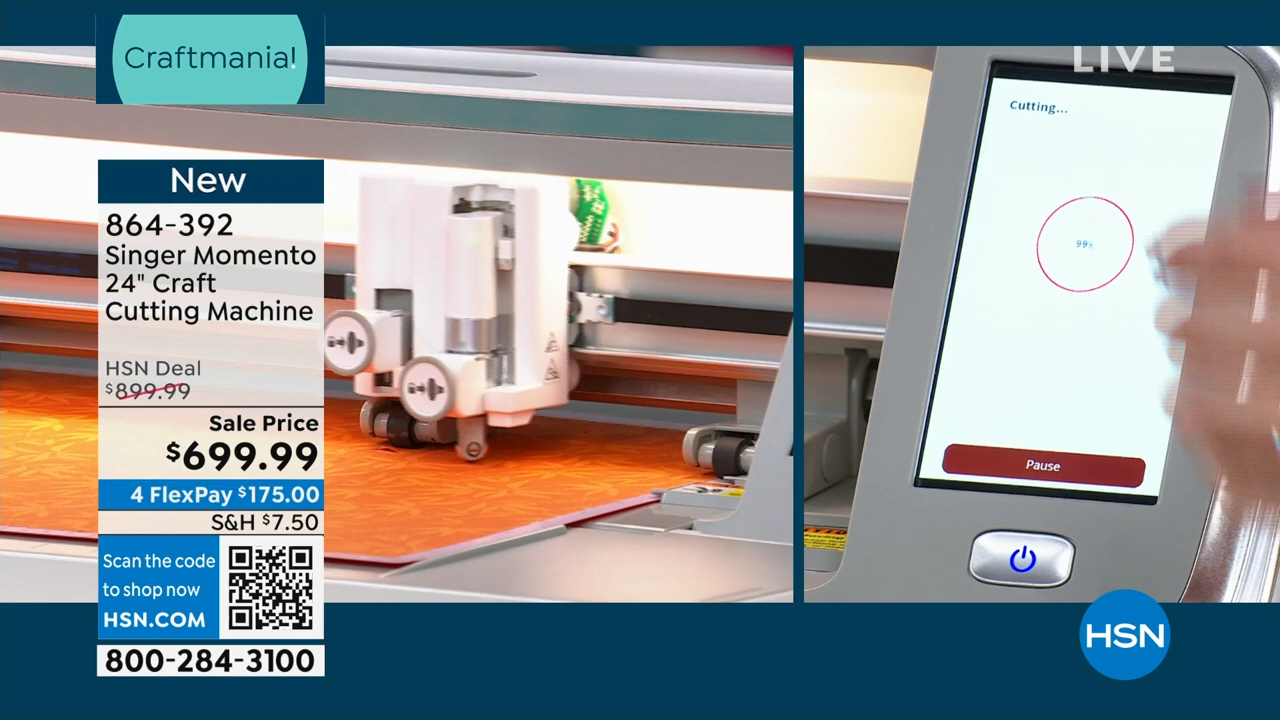 Craftmania!
LIVE
New
864-392
Singer Momento
24" Craft
Cutting Machine
HSN Deal
$899.99
Sale Price
$699.99
4 FlexPay $175.00
S&H $7.50
Scan the code
to shop now
HSN.COM
800-284-3100
Cutting...
99%
Pause
HSN